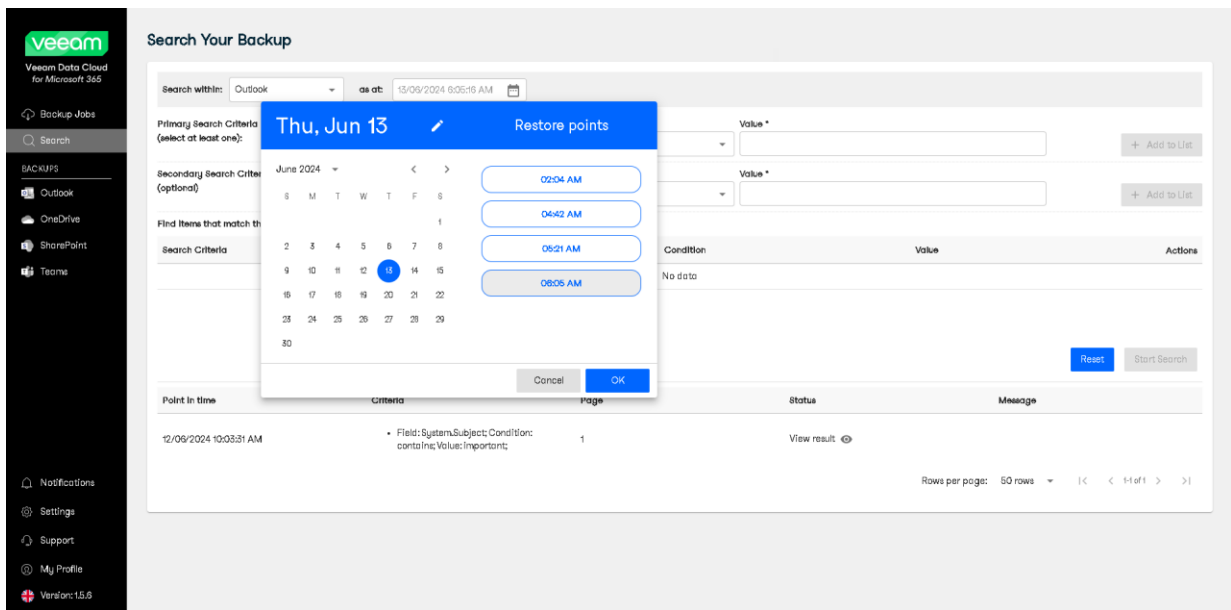 veeam
Veeam Data Cloud
for Microsoft 365
Backup Jobs
Search
BACKUPS
Outlook
OneDrive
SharePoint
Teams
Notifications
Settings
Support
My Profile
Version: 1.5.6
Search Your Backup
Search within: Outlook as at: 13/06/2024 6:05:16 AM
Primary Search Criteria
(select at least one):
Value *
+ Add to List
Secondary Search Criter
(optional)
Value *
+ Add to List
Find items that match th
Search Criteria Condition Value Actions
No data
Thu, Jun 13 Restore points
June 2024
S M T W T F S
1
2 3 4 5 6 7 8
9 10 11 12 13 14 15
16 17 18 19 20 21 22
23 24 25 26 27 28 29
30
02:04 AM
04:42 AM
05:21 AM
06:05 AM
Cancel OK
Reset Start Search
Point in time Criteria Page Status Message
12/06/2024 10:03:31 AM
• Field: System.Subject; Condition:
contains; Value: important;
1
View result
Rows per page: 50 rows 1-1 of 1